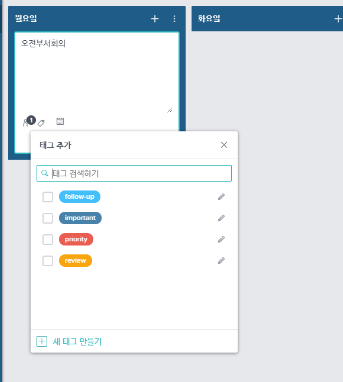 월요일
화요일
오전부서회의
1
태그 추가
태그 검색하기
follow-up
important
priority
review
새 태그 만들기